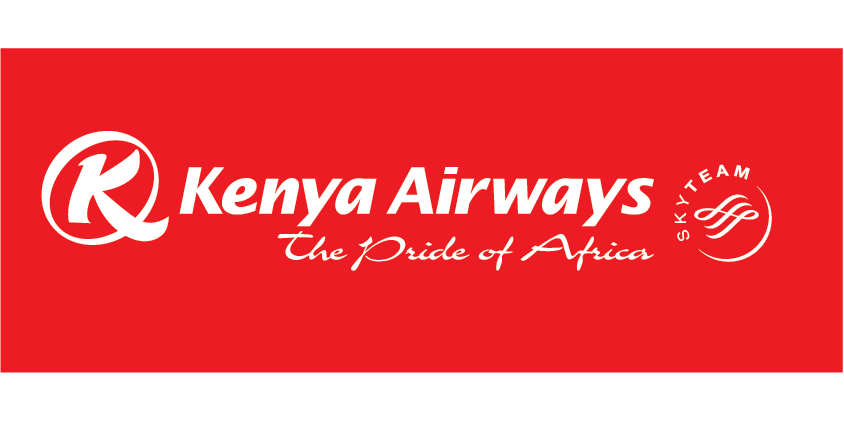 K Kenya Airways
The Pride of Africa
SKYTEAM